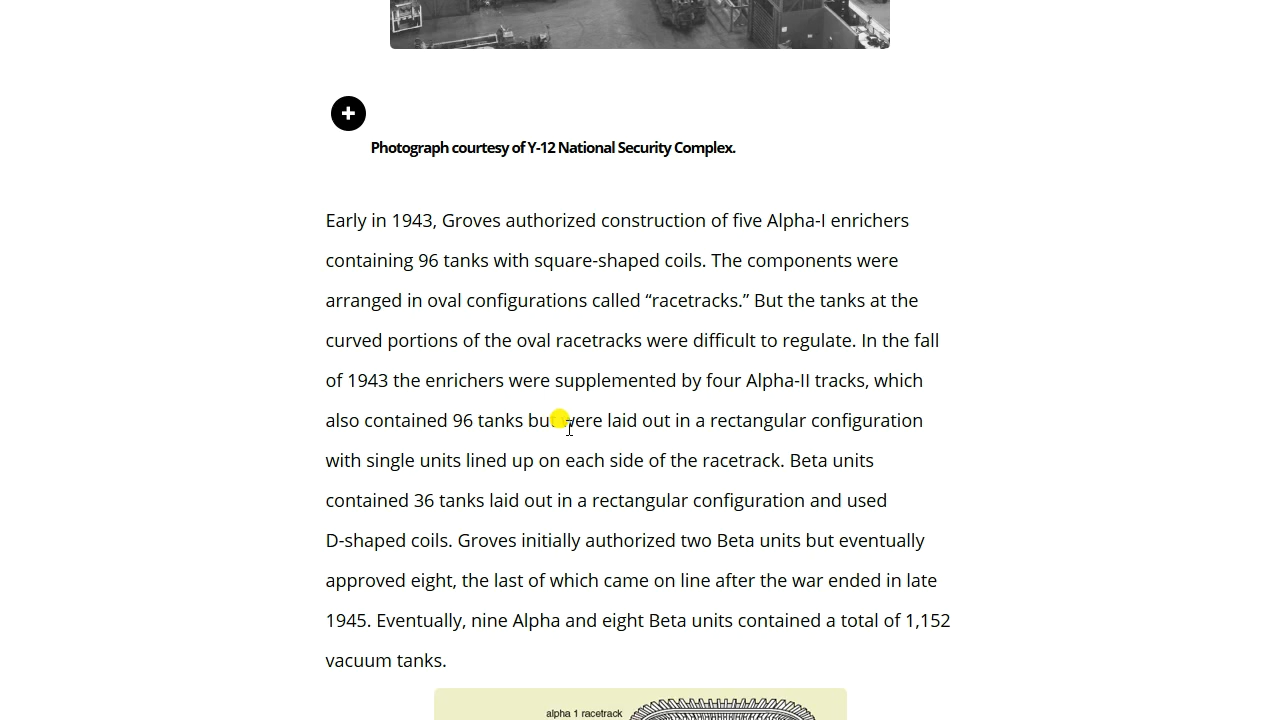 Photograph courtesy of Y-12 National Security Complex.
Early in 1943, Groves authorized construction of five Alpha-I enrichers
containing 96 tanks with square-shaped coils. The components were
arranged in oval configurations called “racetracks.” But the tanks at the
curved portions of the oval racetracks were difficult to regulate. In the fall
of 1943 the enrichers were supplemented by four Alpha-II tracks, which
also contained 96 tanks but were laid out in a rectangular configuration
with single units lined up on each side of the racetrack. Beta units
contained 36 tanks laid out in a rectangular configuration and used
D-shaped coils. Groves initially authorized two Beta units but eventually
approved eight, the last of which came on line after the war ended in late
1945. Eventually, nine Alpha and eight Beta units contained a total of 1,152
vacuum tanks.
alpha 1 racetrack